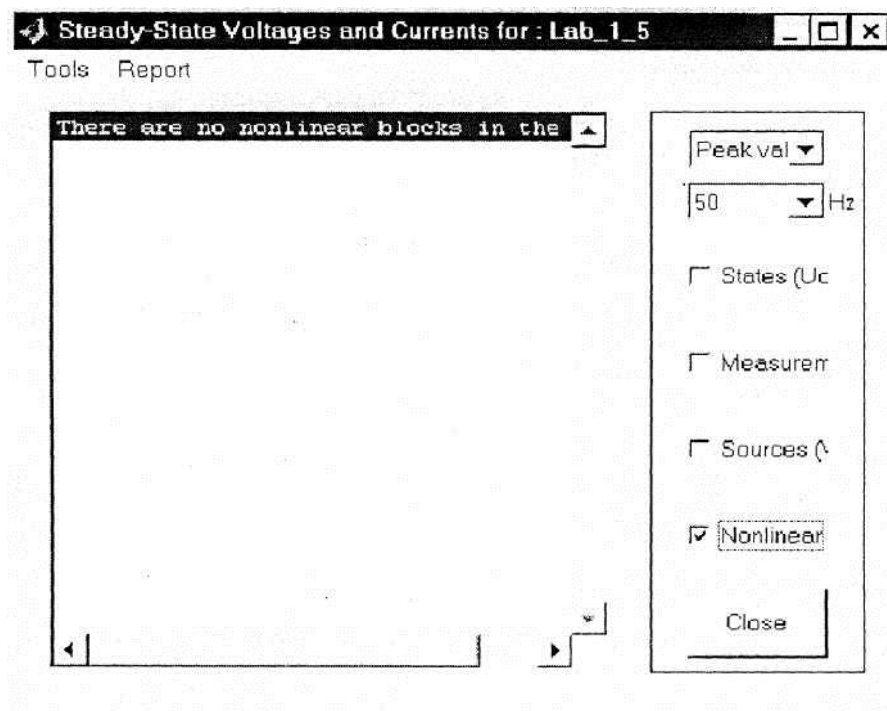 Steady-State Voltages and Currents for : Lab_1_5
Tools Report
There are no nonlinear blocks in the
Peak val
50 Hz
States (Uc
Measurem
Sources (V
Nonlinear
Close